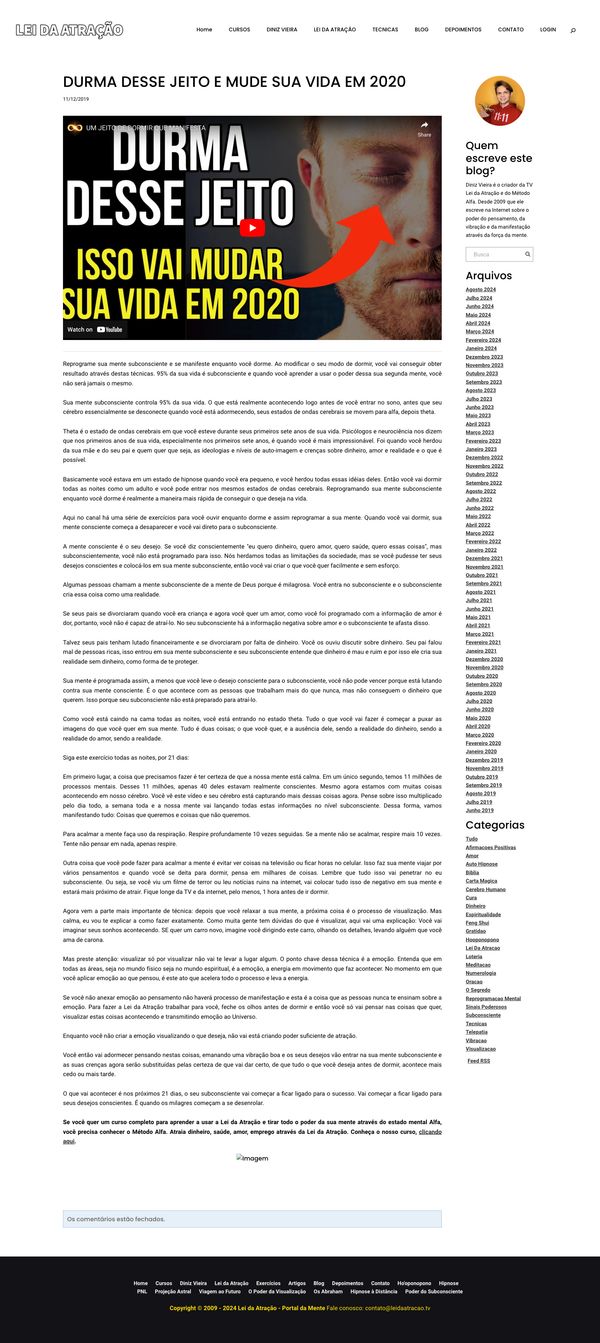 LEI DA ATRAÇÃO
Home CURSOS DINIZ VIEIRA LEI DA ATRAÇÃO TECNICAS BLOG DEPOIMENTOS CONTATO LOGIN
DURMA DESSE JEITO E MUDE SUA VIDA EM 2020
11/12/2019
UM JEITO DE DORMIR QUE MANIFESTA
Share
DURMA
DESSE JEITO
ISSO VAI MUDAR
SUA VIDA EM 2020
Watch on YouTube
Reprograme sua mente subconsciente e se manifeste enquanto você dorme. Ao modificar o seu modo de dormir, você vai conseguir obter
resultado através destas técnicas. 95% da sua vida é subconsciente e quando você aprender a usar o poder dessa sua segunda mente, você
não será jamais o mesmo.
Sua mente subconsciente controla 95% da sua vida. O que está realmente acontecendo logo antes de você entrar no sono, antes que seu
cérebro essencialmente se desconecte quando você está adormecendo, seus estados de ondas cerebrais se movem para alfa, depois theta.
Theta é o estado de ondas cerebrais em que você esteve durante seus primeiros sete anos de sua vida. Psicólogos e neurociência nos dizem
que nos primeiros anos de sua vida, especialmente nos primeiros sete anos, é quando você é mais impressionável. Foi quando você herdou
da sua mãe e do seu pai e quem quer que seja, as ideologias e níveis de auto-imagem e crenças sobre dinheiro, amor e realidade e o que é
possível.
Basicamente você estava em um estado de hipnose quando você era pequeno, e você herdou todas essas idéias deles. Então você vai dormir
todas as noites como um adulto e você pode entrar nos mesmos estados de ondas cerebrais. Reprogramando sua mente subconsciente
enquanto você dorme é realmente a maneira mais rápida de conseguir o que deseja na vida.
Aqui no canal há uma série de exercícios para você ouvir enquanto dorme e assim reprogramar a sua mente. Quando você vai dormir, sua
mente consciente começa a desaparecer e você vai direto para o subconsciente.
A mente consciente é o seu desejo. Se você diz conscientemente "eu quero dinheiro, quero amor, quero saúde, quero essas coisas", mas
subconscientemente, você não está programado para isso. Nós herdamos todas as limitações da sociedade, mas se você pudesse ter seus
desejos conscientes e colocá-los em sua mente subconsciente, então você vai criar o que você quer facilmente e sem esforço.
Algumas pessoas chamam a mente subconsciente de a mente de Deus porque é milagrosa. Você entra no subconsciente e o subconsciente
cria essa coisa como uma realidade.
Se seus pais se divorciaram quando você era criança e agora você quer um amor, como você foi programado com a informação de amor é
dor, portanto, você não é capaz de atraí-lo. No seu subconsciente há a informação negativa sobre amor e o subconsciente te afasta disso.
Talvez seus pais tenham lutado financeiramente e se divorciaram por falta de dinheiro. Você os ouviu discutir sobre dinheiro. Seu pai falou
mal de pessoas ricas, isso entrou em sua mente subconsciente e seu subconsciente entende que dinheiro é mau e ruim e por isso ele cria sua
realidade sem dinheiro, como forma de te proteger.
Sua mente é programada assim, a menos que você leve o desejo consciente para o subconsciente, você não pode vencer porque está lutando
contra sua mente consciente. É o que acontece com as pessoas que trabalham mais do que nunca, mas não conseguem o dinheiro que
querem. Isso porque seu subconsciente não está preparado para atraí-lo.
Como você está caindo na cama todas as noites, você está entrando no estado theta. Tudo o que você vai fazer é começar a puxar as
imagens do que você quer em sua mente. Tudo é duas coisas; o que você quer, e a ausência dele, sendo a realidade do dinheiro, sendo a
realidade do amor, sendo a realidade.
Siga este exercício todas as noites, por 21 dias:
Em primeiro lugar, a coisa que precisamos fazer é ter certeza de que a nossa mente está calma. Em um único segundo, temos 11 milhões de
processos mentais. Desses 11 milhões, apenas 40 deles estavam realmente conscientes. Mesmo agora estamos com muitas coisas
acontecendo em nosso cérebro. Você vê este vídeo e seu cérebro está capturando mais dessas coisas agora. Pense sobre isso multiplicado
pelo dia todo, a semana toda e a nossa mente vai lançando todas estas informações no nível subconsciente. Dessa forma, vamos
manifestando tudo: Coisas que queremos e coisas que não queremos.
Para acalmar a mente faça uso da respiração. Respire profundamente 10 vezes seguidas. Se a mente não se acalmar, respire mais 10 vezes.
Tente não pensar em nada, apenas respire.
Outra coisa que você pode fazer para acalmar a mente é evitar ver coisas na televisão ou ficar horas no celular. Isso faz sua mente viajar por
vários pensamentos e quando você se deita para dormir, pensa em milhares de coisas. Lembre que tudo isso vai penetrar no eu
subconsciente. Ou seja, se você viu um filme de terror ou leu notícias ruins na internet, vai colocar tudo isso de negativo em sua mente e
estará mais próximo de atrair. Fique longe da TV e da internet, pelo menos, 1 hora antes de ir dormir.
Agora vem a parte mais importante de técnica: depois que você relaxar a sua mente, a próxima coisa é o processo de visualização. Mas
calma, eu vou te explicar a como fazer exatamente. Como muita gente tem dúvidas do que é visualizar, aqui vai uma explicação: Você vai
imaginar seus sonhos acontecendo. SE quer um carro novo, imagine você dirigindo este carro, olhando os detalhes, levando alguém que você
ama de carona.
Mas preste atenção: visualizar só por visualizar não vai te levar a lugar algum. O ponto chave dessa técnica é a emoção. Entenda que em
todas as áreas, seja no mundo físico seja no mundo espiritual, é a emoção, a energia em movimento que faz acontecer. No momento em que
você aplicar emoção ao que pensou, é este ato que acelera todo o processo e leva a energia.
Se você não anexar emoção ao pensamento não haverá processo de manifestação e esta é a coisa que as pessoas nunca te ensinam sobre a
emoção. Para fazer a Lei da Atração trabalhar para você, feche os olhos antes de dormir e então você só vai pensar nas coisas que quer,
visualizar estas coisas acontecendo e transmitindo emoção ao Universo.
Enquanto você não criar a emoção visualizando o que deseja, não vai está criando poder suficiente de atração.
Você então vai adormecer pensando nestas coisas, emanando uma vibração boa e os seus desejos vão entrar na sua mente subconsciente e
as suas crenças agora serão substituídas pelas certeza de que vai dar certo, de que tudo o que você deseja antes de dormir, acontece mais
cedo ou mais tarde.
O que vai acontecer é nos próximos 21 dias, o seu subconsciente vai começar a ficar ligado para o sucesso. Vai começar a ficar ligado para
seus desejos conscientes. É quando os milagres começam a se desenrolar.
Se você quer um curso completo para aprender a usar a Lei da Atração e tirar todo o poder da sua mente através do estado mental Alfa,
você precisa conhecer o Método Alfa. Atraia dinheiro, saúde, amor, emprego através da Lei da Atração. Conheça o nosso curso, clicando
aqui.
Imagem
Os comentários estão fechados.
11:11
Quem
escreve este
blog?
Diniz Vieira é o criador da TV
Lei da Atração e do Método
Alfa. Desde 2009 que ele
escreve na Internet sobre o
poder do pensamento, da
vibração e da manifestação
através da força da mente.
Busca
Arquivos
Agosto 2024
Julho 2024
Junho 2024
Maio 2024
Abril 2024
Março 2024
Fevereiro 2024
Janeiro 2024
Dezembro 2023
Novembro 2023
Outubro 2023
Setembro 2023
Agosto 2023
Julho 2023
Junho 2023
Maio 2023
Abril 2023
Março 2023
Fevereiro 2023
Janeiro 2023
Dezembro 2022
Novembro 2022
Outubro 2022
Setembro 2022
Agosto 2022
Julho 2022
Junho 2022
Maio 2022
Abril 2022
Março 2022
Fevereiro 2022
Janeiro 2022
Dezembro 2021
Novembro 2021
Outubro 2021
Setembro 2021
Agosto 2021
Julho 2021
Junho 2021
Maio 2021
Abril 2021
Março 2021
Fevereiro 2021
Janeiro 2021
Dezembro 2020
Novembro 2020
Outubro 2020
Setembro 2020
Agosto 2020
Julho 2020
Junho 2020
Maio 2020
Abril 2020
Março 2020
Fevereiro 2020
Janeiro 2020
Dezembro 2019
Novembro 2019
Outubro 2019
Setembro 2019
Agosto 2019
Julho 2019
Junho 2019
Categorias
Tudo
Afirmacoes Positivas
Amor
Auto Hipnose
Bíblia
Carta Magica
Cerebro Humano
Cura
Dinheiro
Espiritualidade
Feng Shui
Gratidao
Hooponopono
Lei Da Atracao
Loteria
Meditacao
Numerologia
Oracao
O Segredo
Reprogramacao Mental
Sinais Poderosos
Subconsciente
Tecnicas
Telepatia
Vibracao
Visualizacao
Feed RSS
Home Cursos Diniz Vieira Lei da Atração Exercícios Artigos Blog Depoimentos Contato Ho'oponopono Hipnose
PNL Projeção Astral Viagem ao Futuro O Poder da Visualização Os Abraham Hipnose à Distância Poder do Subconsciente
Copyright © 2009 - 2024 Lei da Atração - Portal da Mente Fale conosco: contato@leidaatracao.tv